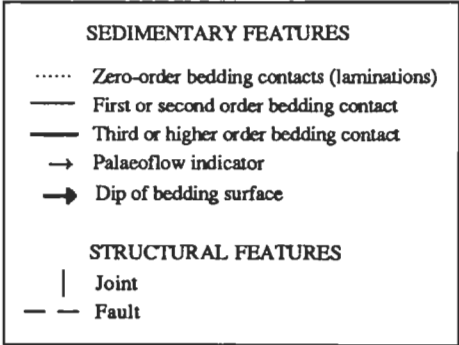 SEDIMENTARY FEATURES
Zero-order bedding contacts (laminations)
First or second order bedding contact
Third or higher order bedding contact
Palaeoflow indicator
Dip of bedding surface
STRUCTURAL FEATURES
Joint
Fault